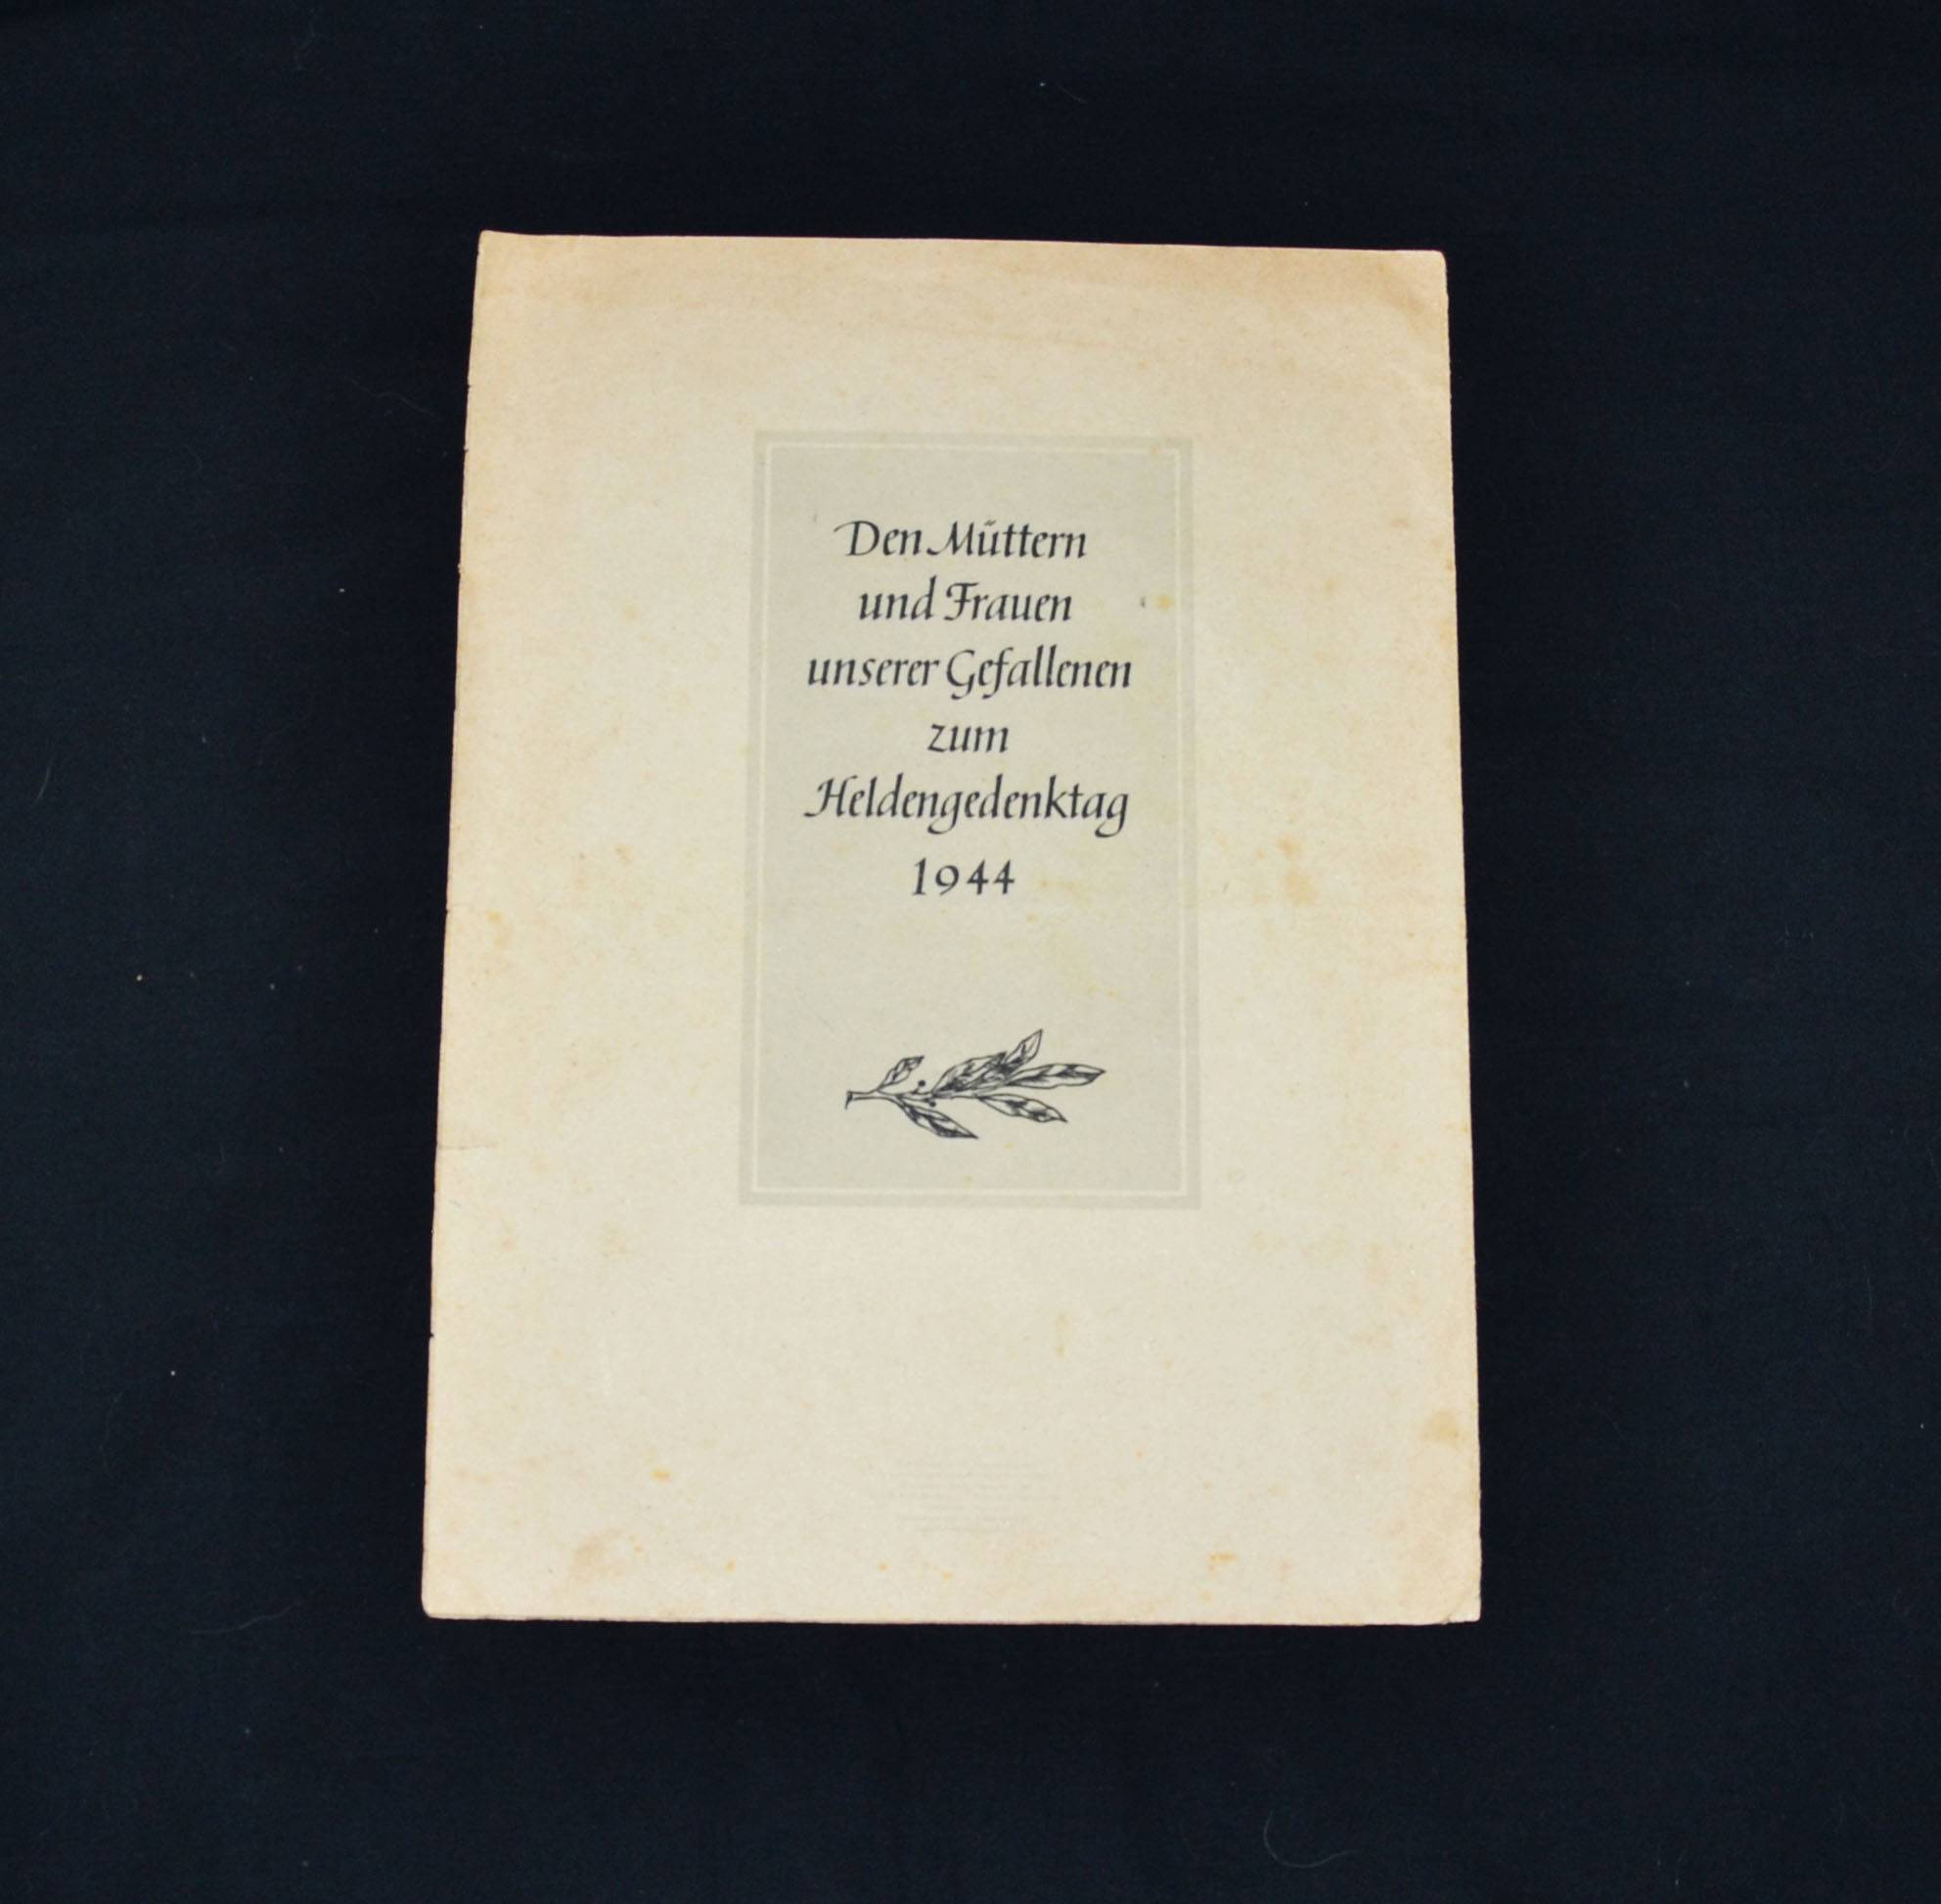 Den Müttern
und Frauen
unserer Gefallenen
zum
Heldengedenktag
1944